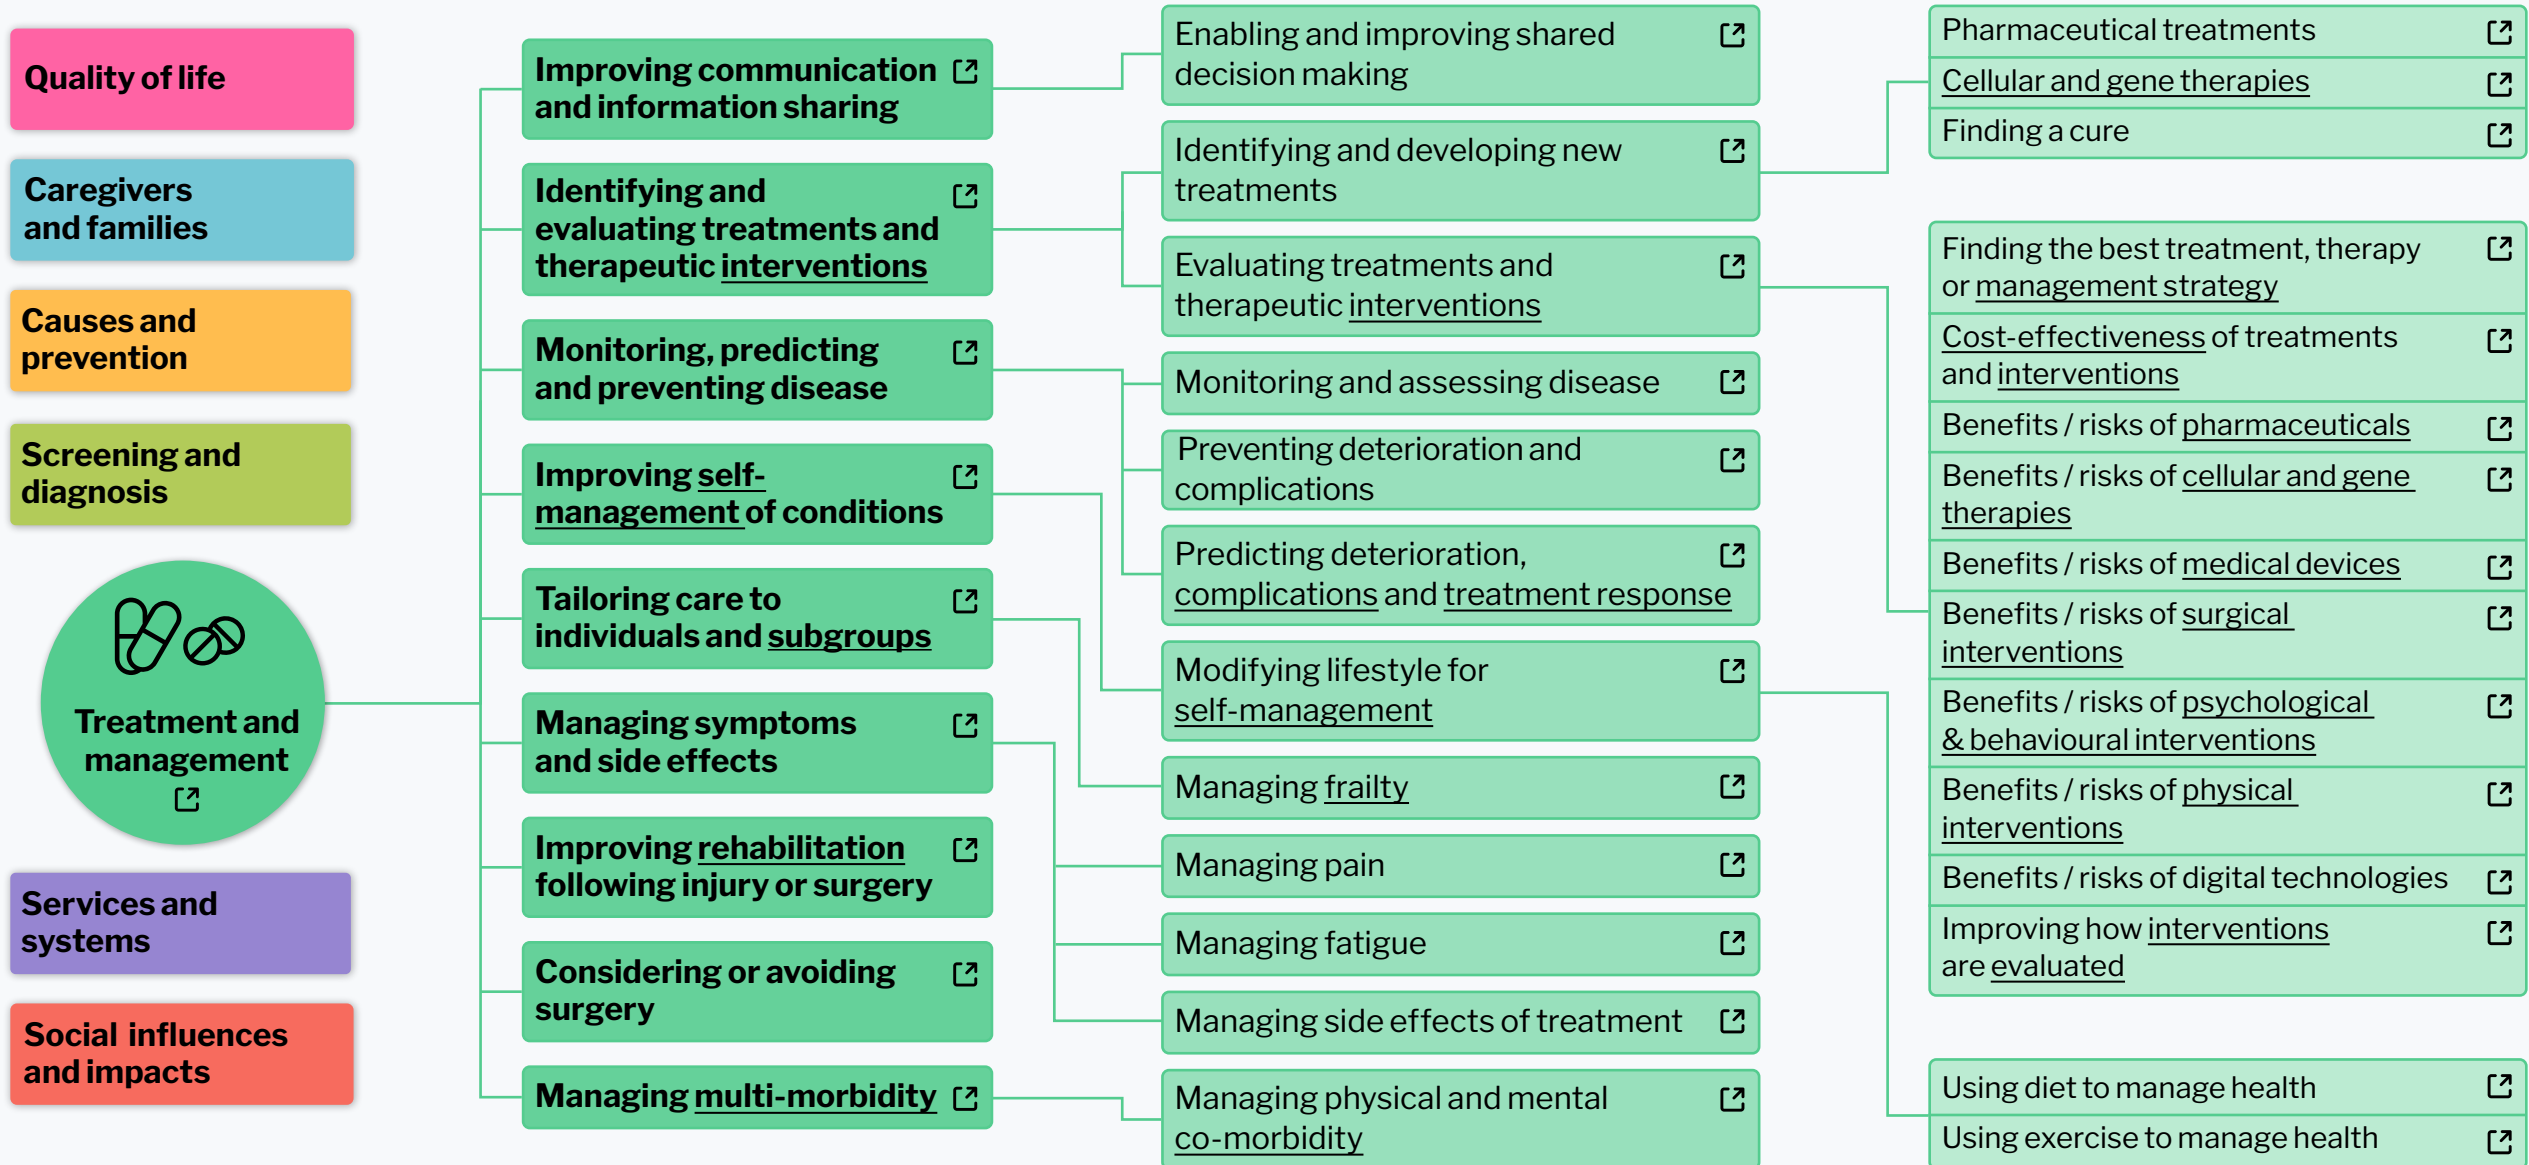 Quality of life
Caregivers
and families
Causes and
prevention
Screening and
diagnosis
Treatment and
management
Services and
systems
Social influences
and impacts
Improving communication
and information sharing
Identifying and
evaluating treatments and
therapeutic interventions
Monitoring, predicting
and preventing disease
Improving self-
management of conditions
Tailoring care to
individuals and subgroups
Managing symptoms
and side effects
Improving rehabilitation
following injury or surgery
Considering or avoiding
surgery
Managing multi-morbidity
Enabling and improving shared
decision making
Identifying and developing new
treatments
Evaluating treatments and
therapeutic interventions
Monitoring and assessing disease
Preventing deterioration and
complications
Predicting deterioration,
complications and treatment response
Modifying lifestyle for
self-management
Managing frailty
Managing pain
Managing fatigue
Managing side effects of treatment
Managing physical and mental
co-morbidity
Pharmaceutical treatments
Cellular and gene therapies
Finding a cure
Finding the best treatment, therapy
or management strategy
Cost-effectiveness of treatments
and interventions
Benefits / risks of pharmaceuticals
Benefits / risks of cellular and gene
therapies
Benefits / risks of medical devices
Benefits / risks of surgical
interventions
Benefits / risks of psychological
& behavioural interventions
Benefits / risks of physical
interventions
Benefits / risks of digital technologies
Improving how interventions
are evaluated
Using diet to manage health
Using exercise to manage health